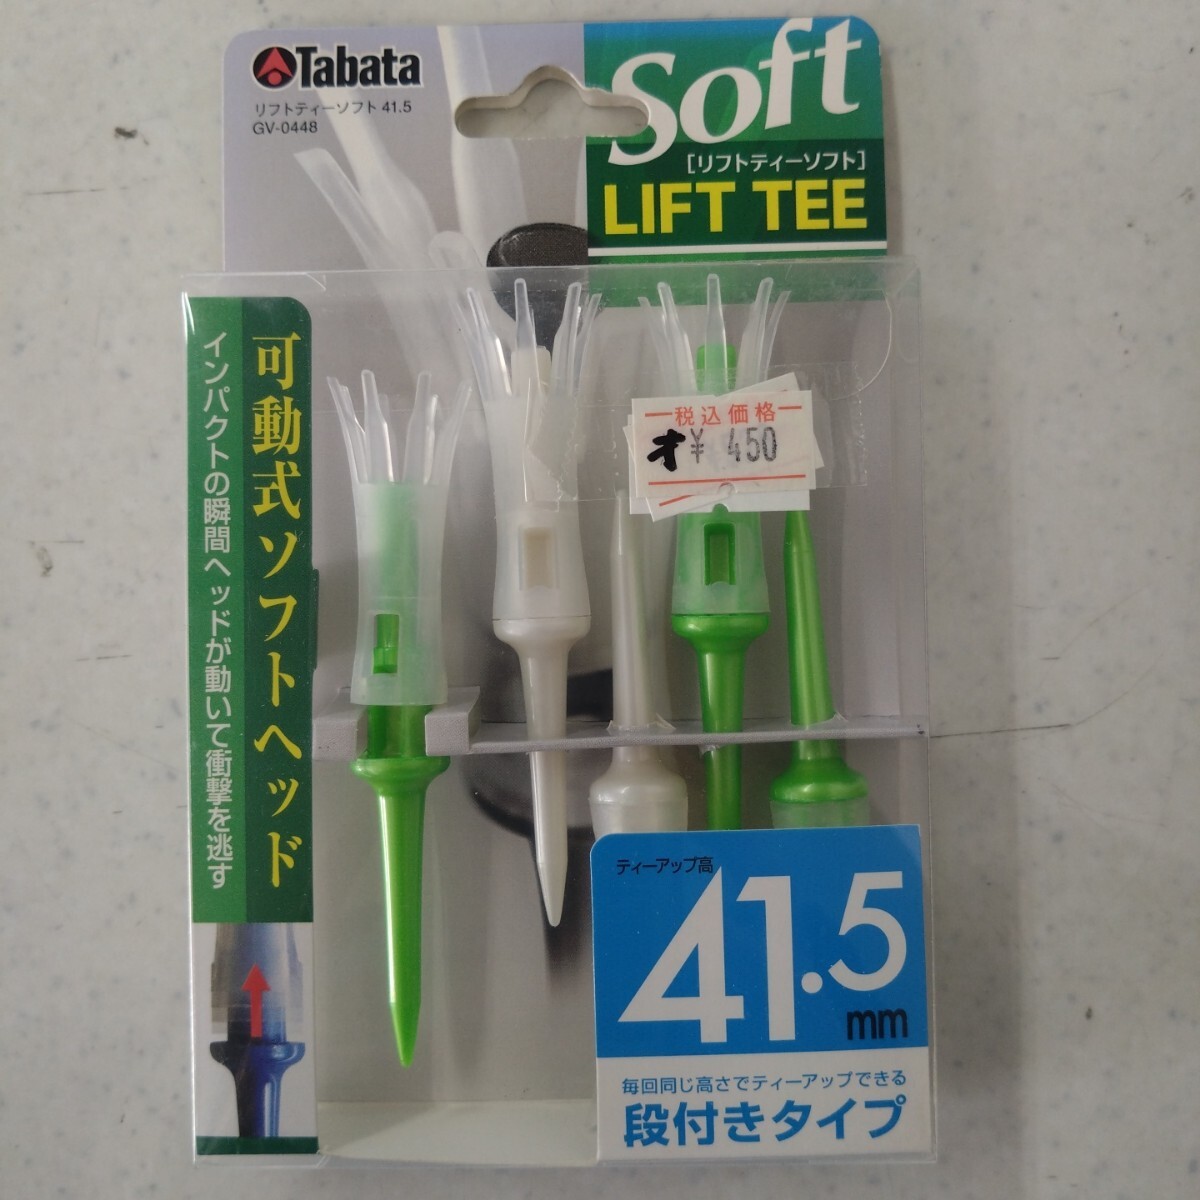 Tabata
リフトティーソフト 41.5
GV-0448
Soft
[リフトティーソフト]
LIFT TEE
可動式ソフトヘッド
インパクトの瞬間ヘッドが動いて衝撃を逃す
税込価格
オ¥ 450
ティーアップ高
41.5
mm
毎回同じ高さでティーアップできる
段付きタイプ